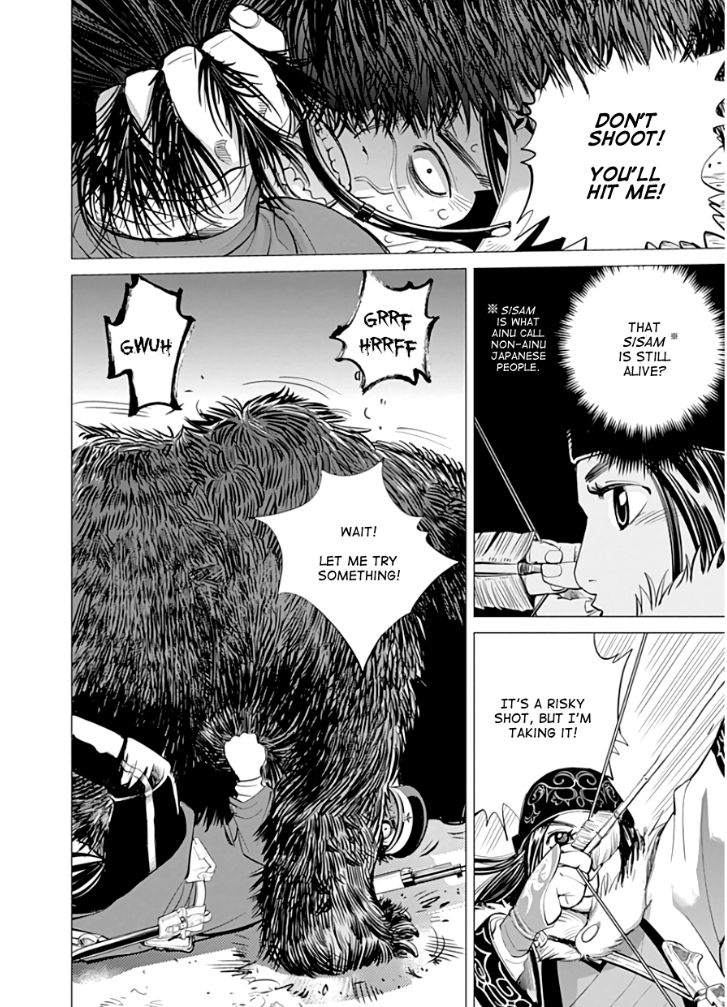 DON'T
SHOOT!
YOU'LL
HIT ME!
THAT
SISAM ※
IS STILL
ALIVE?
※ SISAM
IS WHAT
AINU CALL
NON-AINU
JAPANESE
PEOPLE.
GRRF
HRRFF
GWUH
WAIT!
LET ME TRY
SOMETHING!
IT'S A RISKY
SHOT, BUT I'M
TAKING IT!